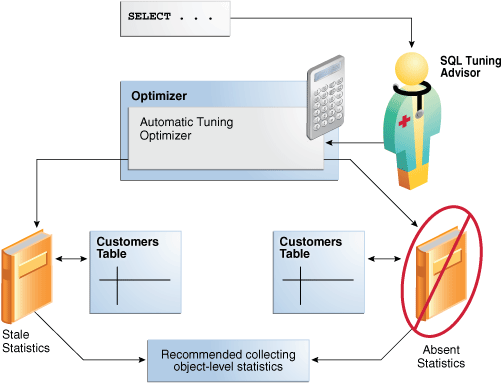 SELECT . . .
SQL Tuning
Advisor
Optimizer
Automatic Tuning
Optimizer
Customers
Table
Customers
Table
Stale
Statistics
Recommended collecting
object-level statistics
Absent
Statistics